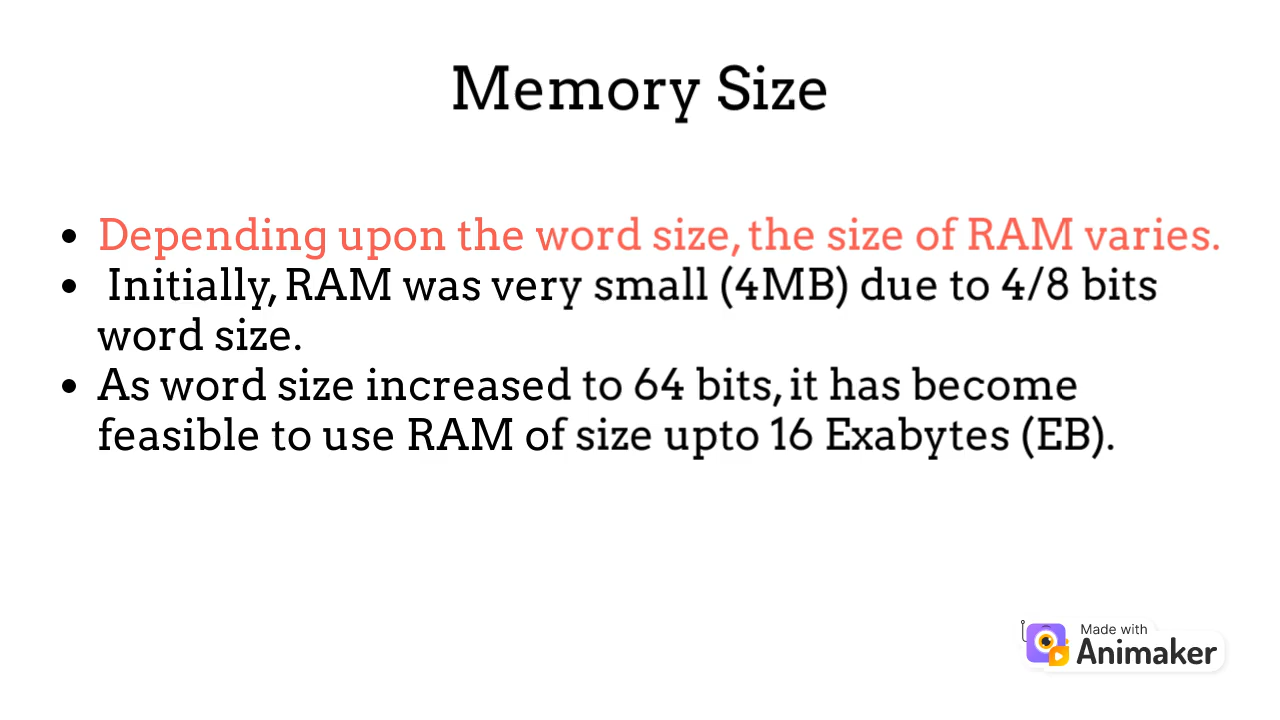 Memory Size
• Depending upon the word size, the size of RAM varies.
• Initially, RAM was very small (4MB) due to 4/8 bits
word size.
• As word size increased to 64 bits, it has become
feasible to use RAM of size upto 16 Exabytes (EB).
Made with
Animaker